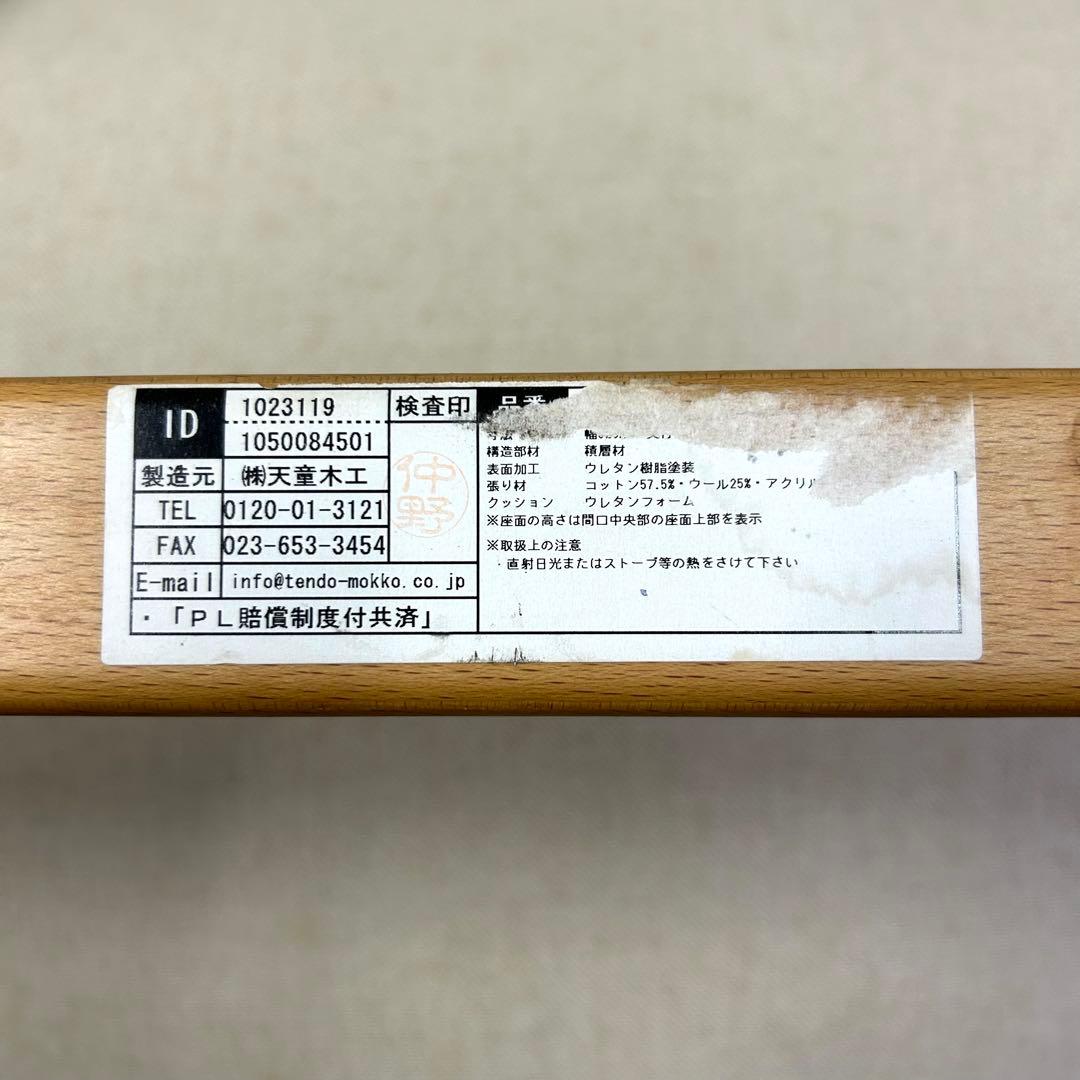 ID 1023119 検査印 品番
1050084501
製造元 ㈱天童木工
TEL 0120-01-3121
FAX 023-653-3454
E-mail info@tendo-mokko.co.jp
・「ＰＬ賠償制度付共済」
仲野
寸法
構造部材 積層材
表面加工 ウレタン樹脂塗装
張り材 コットン57.5%・ウール25%・アクリル
クッション ウレタンフォーム
※座面の高さは間口中央部の座面上部を表示
※取扱上の注意
・直射日光またはストーブ等の熱をさけて下さい